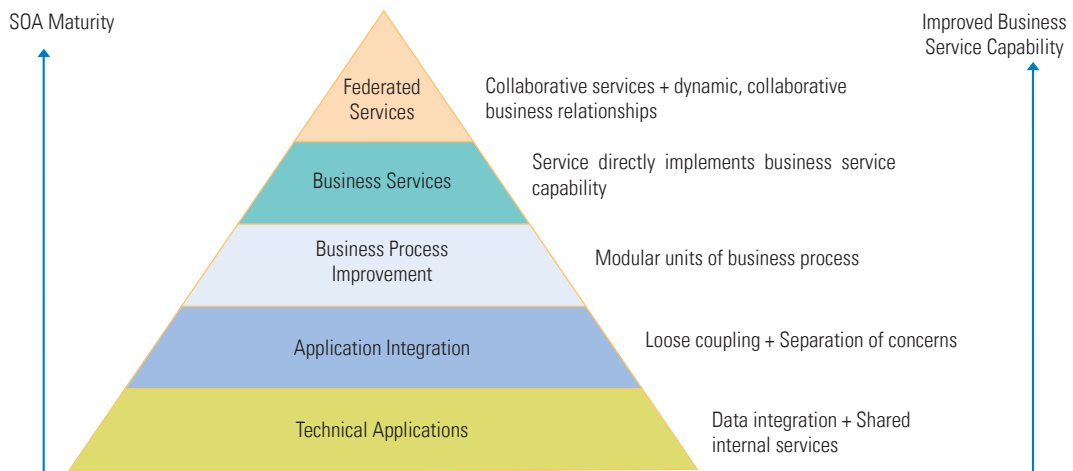 SOA Maturity
Improved Business
Service Capability
Federated
Services
Collaborative services + dynamic, collaborative
business relationships
Business Services
Service directly implements business service
capability
Business Process
Improvement
Modular units of business process
Application Integration
Loose coupling + Separation of concerns
Technical Applications
Data integration + Shared
internal services